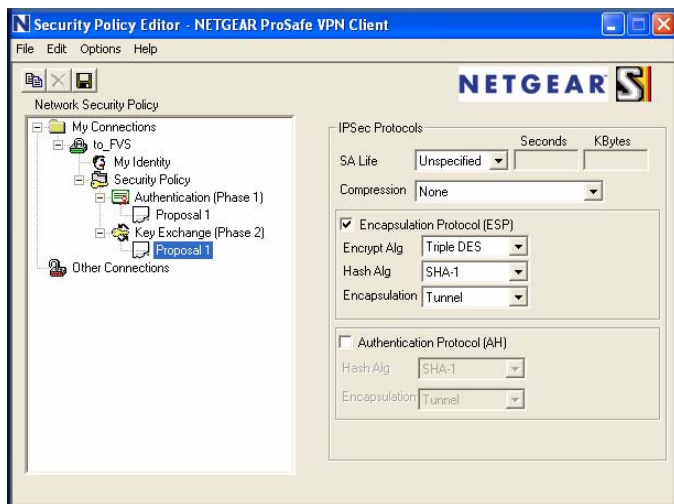 N Security Policy Editor - NETGEAR ProSafe VPN Client
File Edit Options Help
NETGEAR S
Network Security Policy
My Connections
to_FVS
My Identity
Security Policy
Authentication (Phase 1)
Proposal 1
Key Exchange (Phase 2)
Proposal 1
Other Connections
IPSec Protocols
Seconds KBytes
SA Life Unspecified
Compression None
Encapsulation Protocol (ESP)
Encrypt Alg Triple DES
Hash Alg SHA-1
Encapsulation Tunnel
Authentication Protocol (AH)
Hash Alg SHA-1
Encapsulation Tunnel